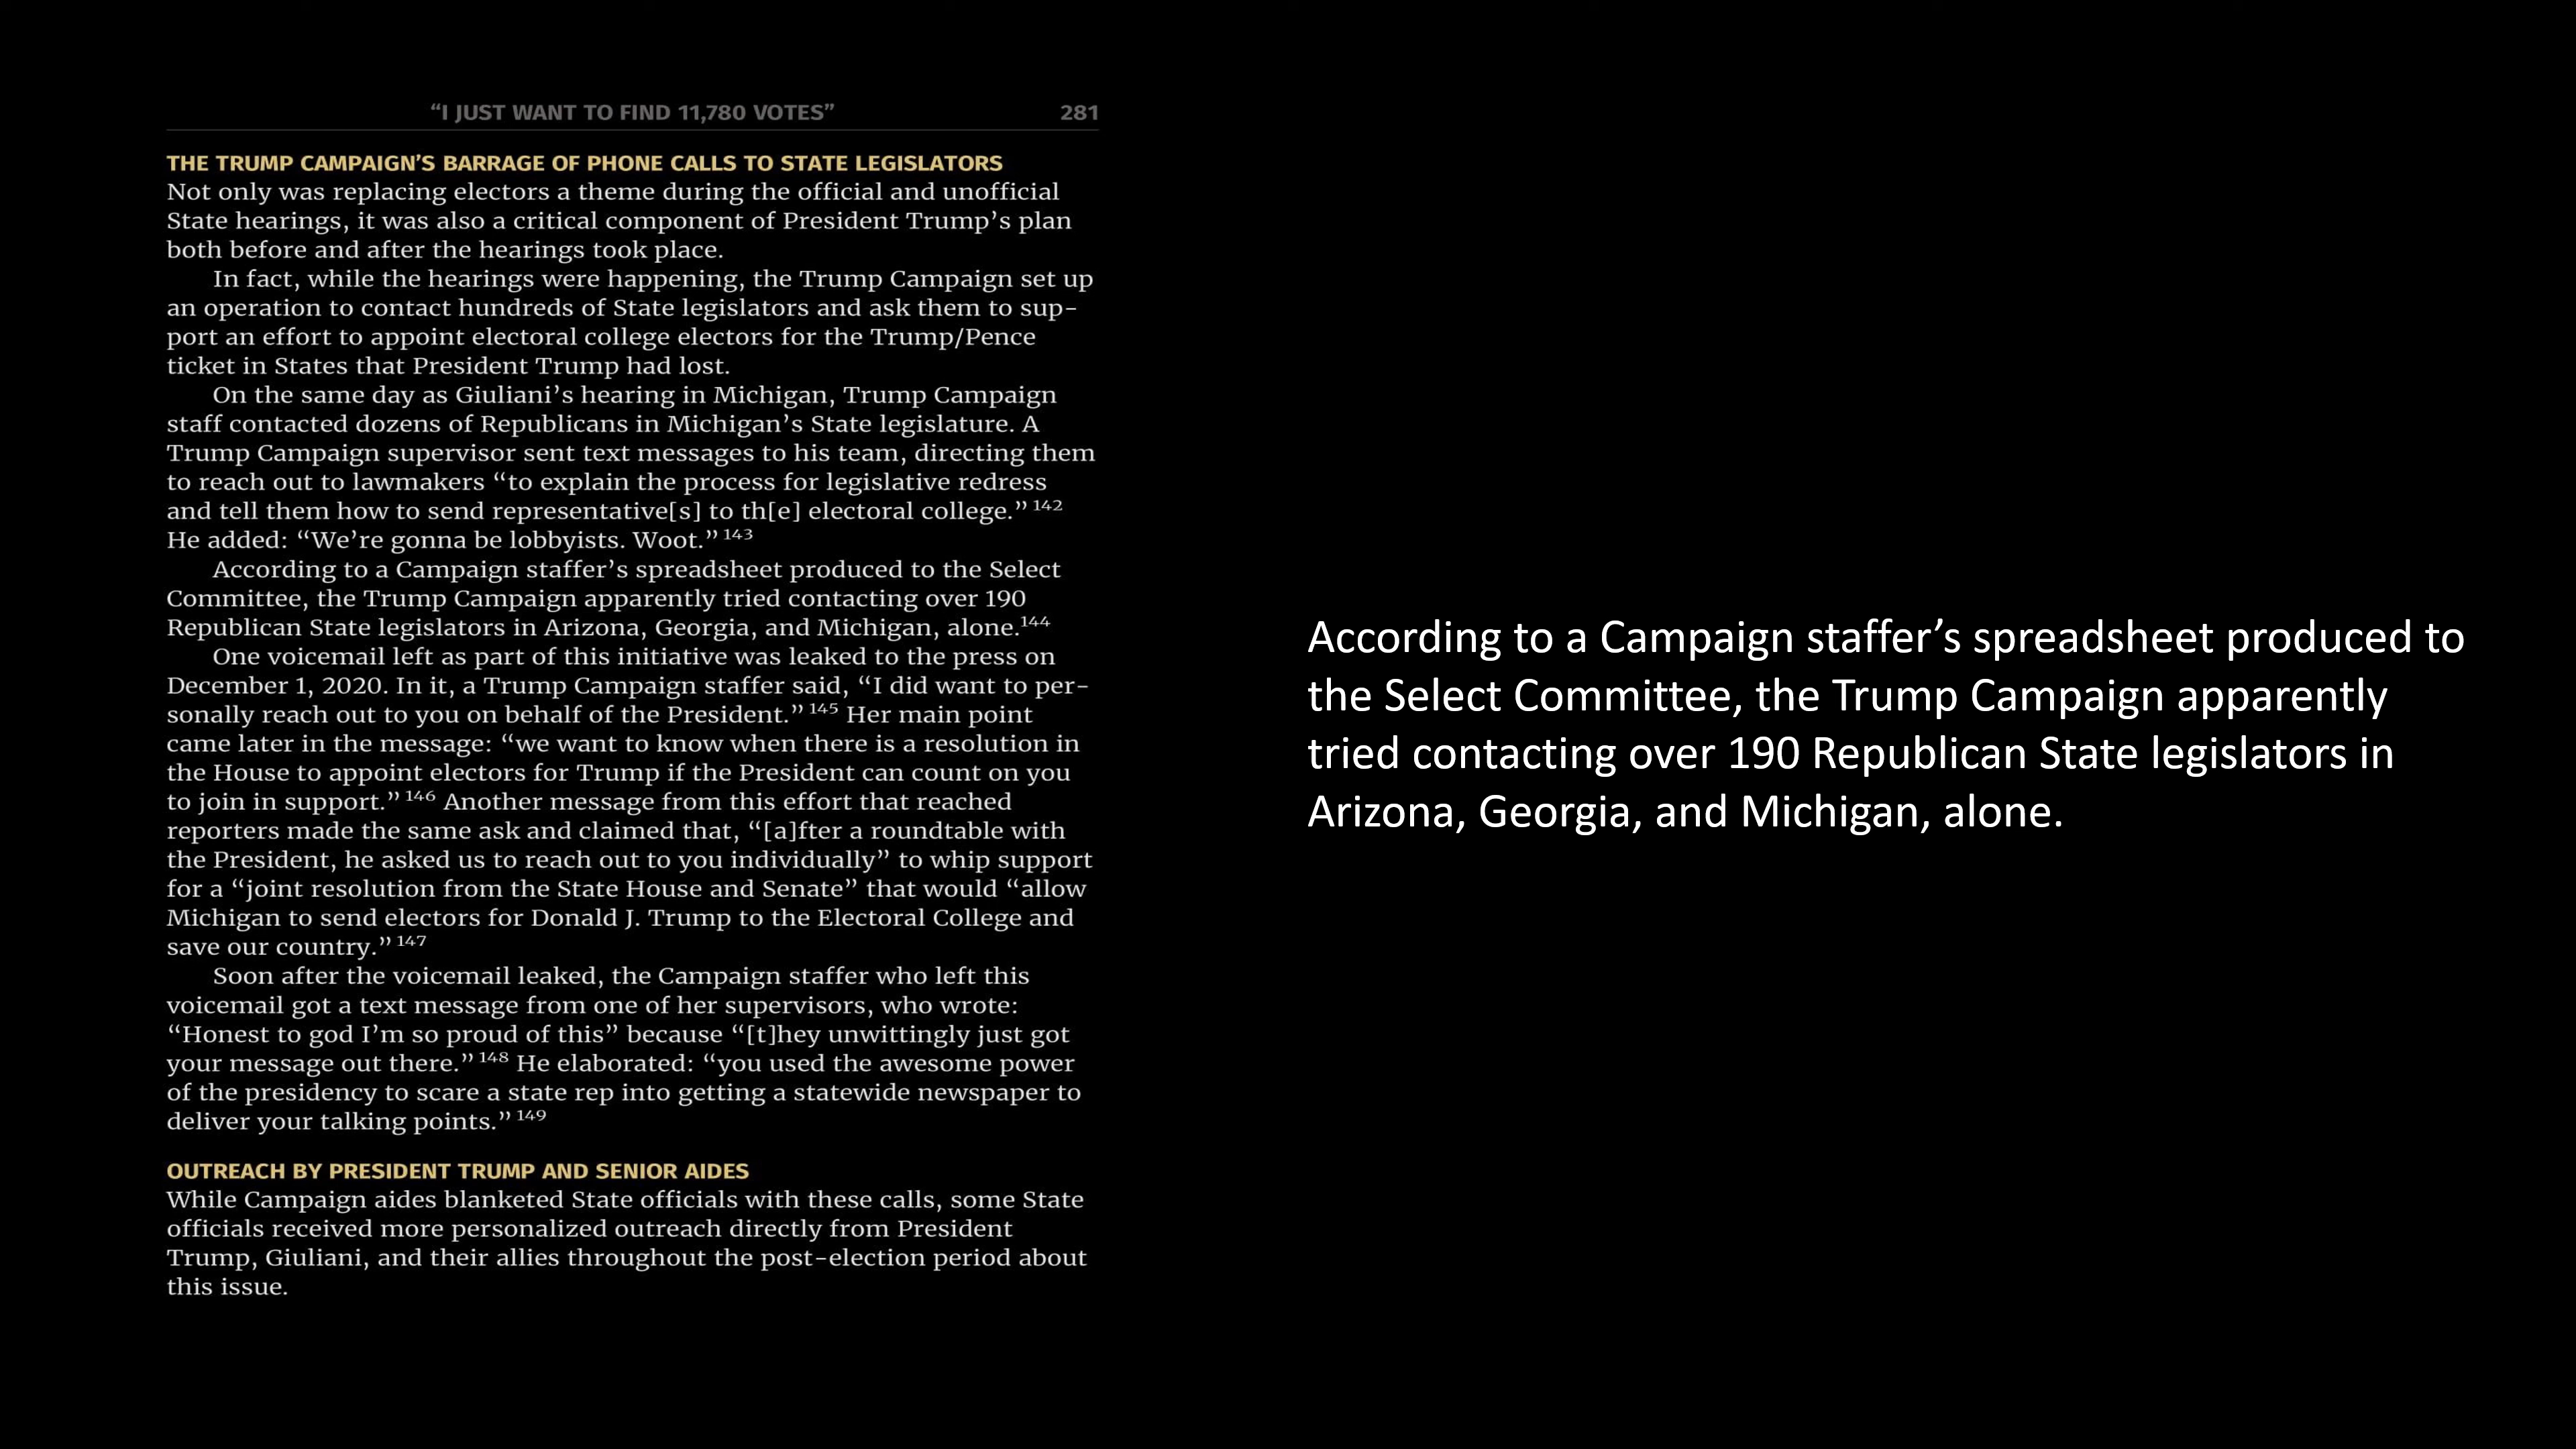 “I JUST WANT TO FIND 11,780 VOTES” 281
THE TRUMP CAMPAIGN’S BARRAGE OF PHONE CALLS TO STATE LEGISLATORS
Not only was replacing electors a theme during the official and unofficial
State hearings, it was also a critical component of President Trump’s plan
both before and after the hearings took place.
In fact, while the hearings were happening, the Trump Campaign set up
an operation to contact hundreds of State legislators and ask them to sup-
port an effort to appoint electoral college electors for the Trump/Pence
ticket in States that President Trump had lost.
On the same day as Giuliani’s hearing in Michigan, Trump Campaign
staff contacted dozens of Republicans in Michigan’s State legislature. A
Trump Campaign supervisor sent text messages to his team, directing them
to reach out to lawmakers “to explain the process for legislative redress
and tell them how to send representative[s] to th[e] electoral college.” 142
He added: “We’re gonna be lobbyists. Woot.” 143
According to a Campaign staffer’s spreadsheet produced to the Select
Committee, the Trump Campaign apparently tried contacting over 190
Republican State legislators in Arizona, Georgia, and Michigan, alone.144
One voicemail left as part of this initiative was leaked to the press on
December 1, 2020. In it, a Trump Campaign staffer said, “I did want to per-
sonally reach out to you on behalf of the President.” 145 Her main point
came later in the message: “we want to know when there is a resolution in
the House to appoint electors for Trump if the President can count on you
to join in support.” 146 Another message from this effort that reached
reporters made the same ask and claimed that, “[a]fter a roundtable with
the President, he asked us to reach out to you individually” to whip support
for a “joint resolution from the State House and Senate” that would “allow
Michigan to send electors for Donald J. Trump to the Electoral College and
save our country.” 147
Soon after the voicemail leaked, the Campaign staffer who left this
voicemail got a text message from one of her supervisors, who wrote:
“Honest to god I’m so proud of this” because “[t]hey unwittingly just got
your message out there.” 148 He elaborated: “you used the awesome power
of the presidency to scare a state rep into getting a statewide newspaper to
deliver your talking points.” 149
OUTREACH BY PRESIDENT TRUMP AND SENIOR AIDES
While Campaign aides blanketed State officials with these calls, some State
officials received more personalized outreach directly from President
Trump, Giuliani, and their allies throughout the post-election period about
this issue.
According to a Campaign staffer’s spreadsheet produced to
the Select Committee, the Trump Campaign apparently
tried contacting over 190 Republican State legislators in
Arizona, Georgia, and Michigan, alone.